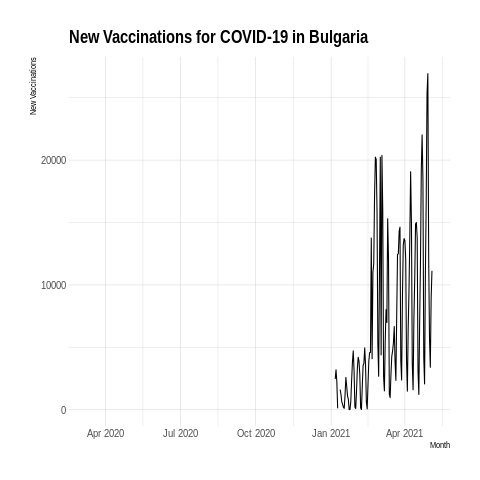 New Vaccinations for COVID-19 in Bulgaria
New Vaccinations
20000
10000
0
Apr 2020
Jul 2020
Oct 2020
Jan 2021
Apr 2021
Month